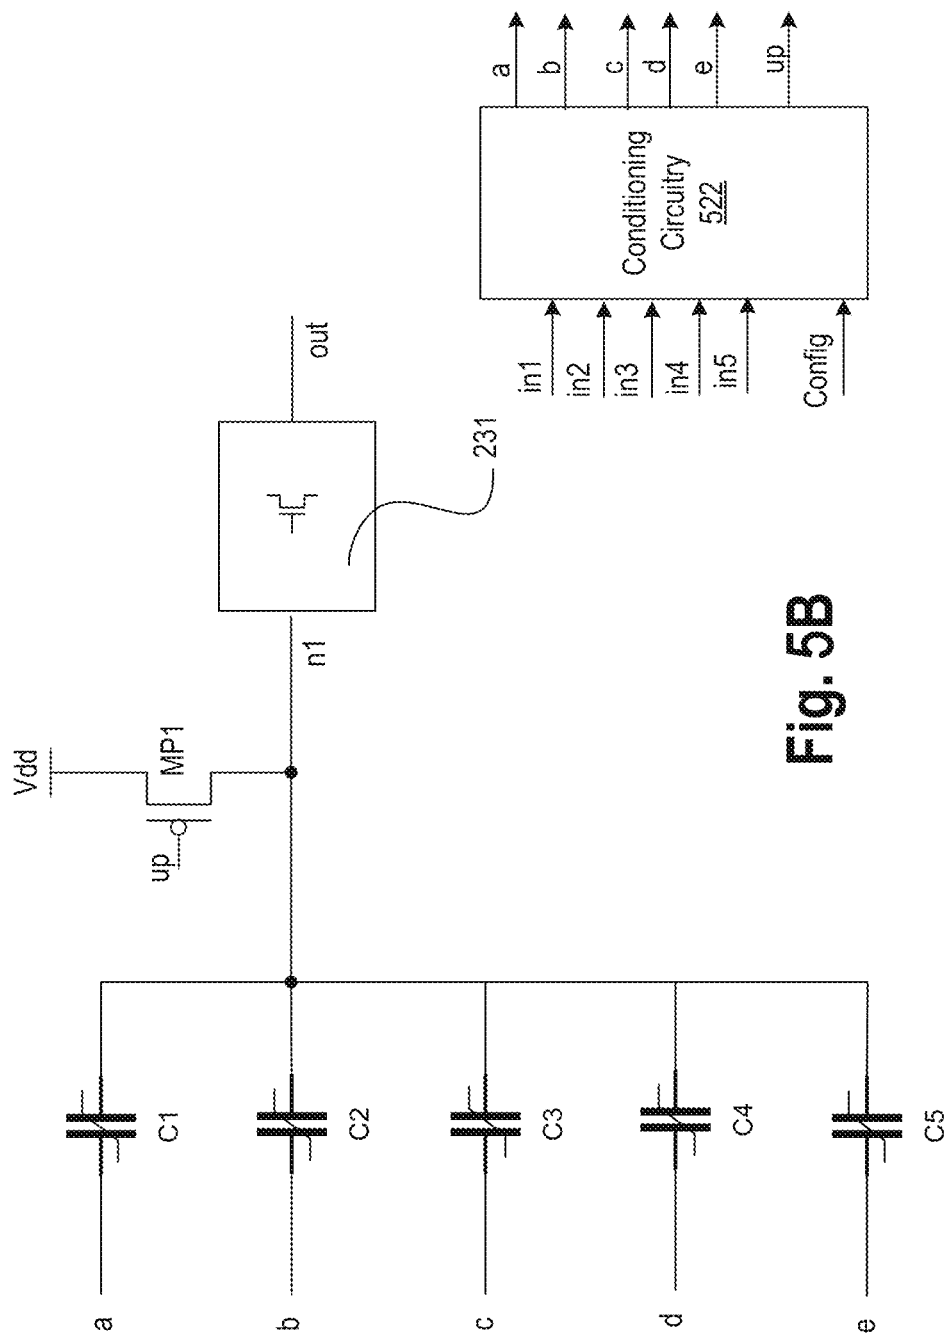 Vdd
up
MP1
a
C1
b
C2
c
C3
d
C4
e
C5
n1
out
231
in1
in2
in3
in4
in5
Config
Conditioning
Circuitry
522
a
b
c
d
e
up
Fig. 5B